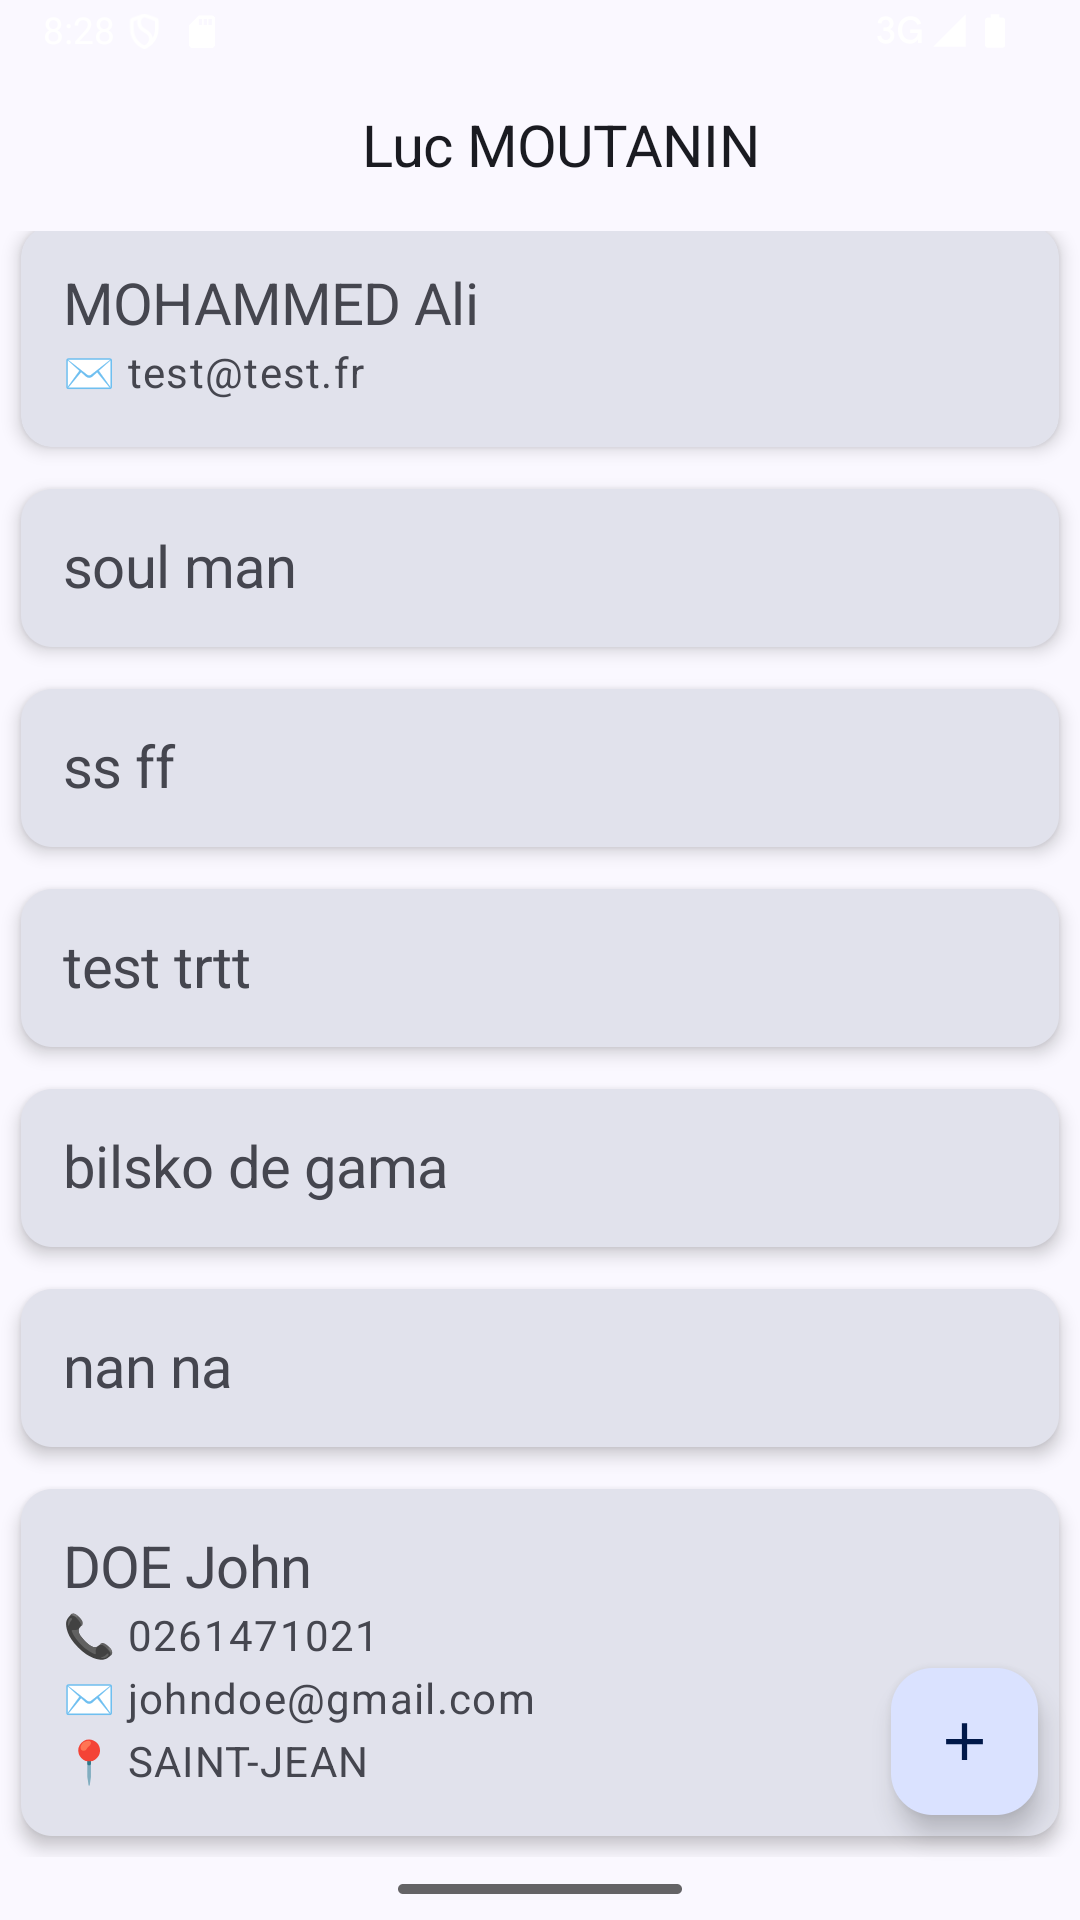 8:28 3G
Luc MOUTANIN
MOHAMMED Ali
✉️ test@test.fr
soul man
ss ff
test trtt
bilsko de gama
nan na
DOE John
📞 0261471021
✉️ johndoe@gmail.com
📍 SAINT-JEAN
+